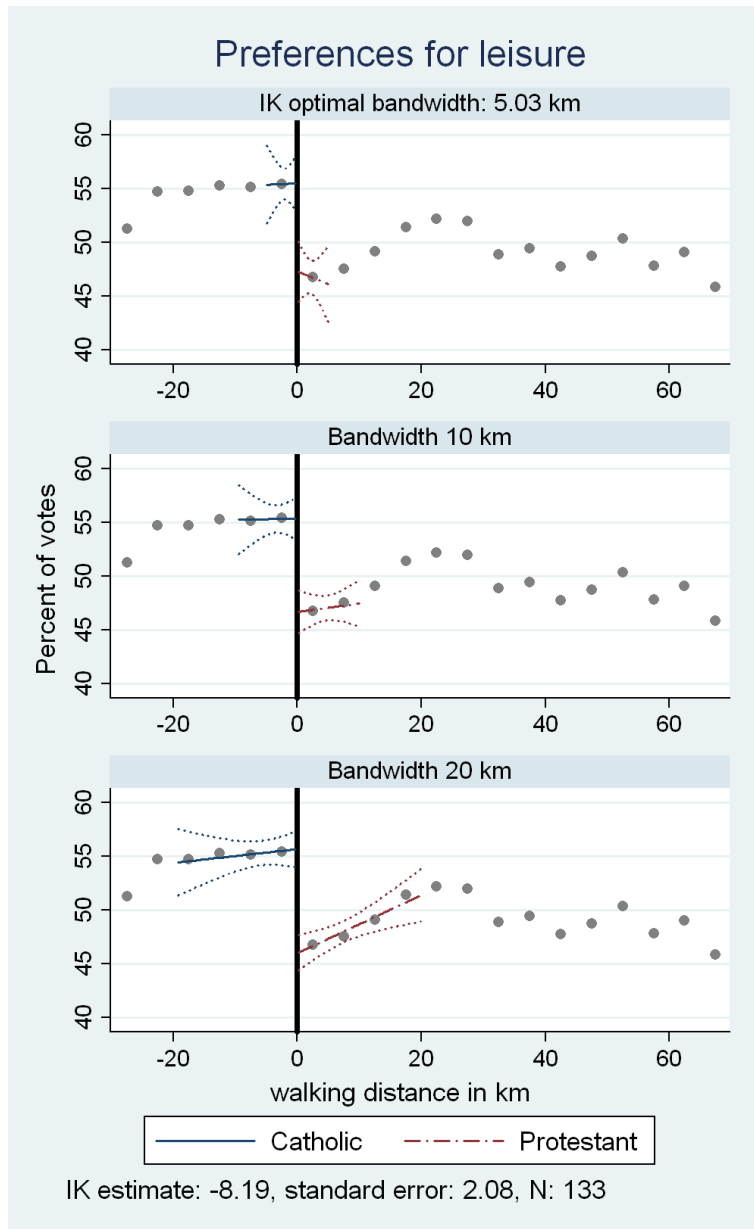 Preferences for leisure
IK optimal bandwidth: 5.03 km
60
55
50
45
40
-20 0 20 40 60
Bandwidth 10 km
Percent of votes
60
55
50
45
40
-20 0 20 40 60
Bandwidth 20 km
60
55
50
45
40
-20 0 20 40 60
walking distance in km
Catholic Protestant
IK estimate: -8.19, standard error: 2.08, N: 133